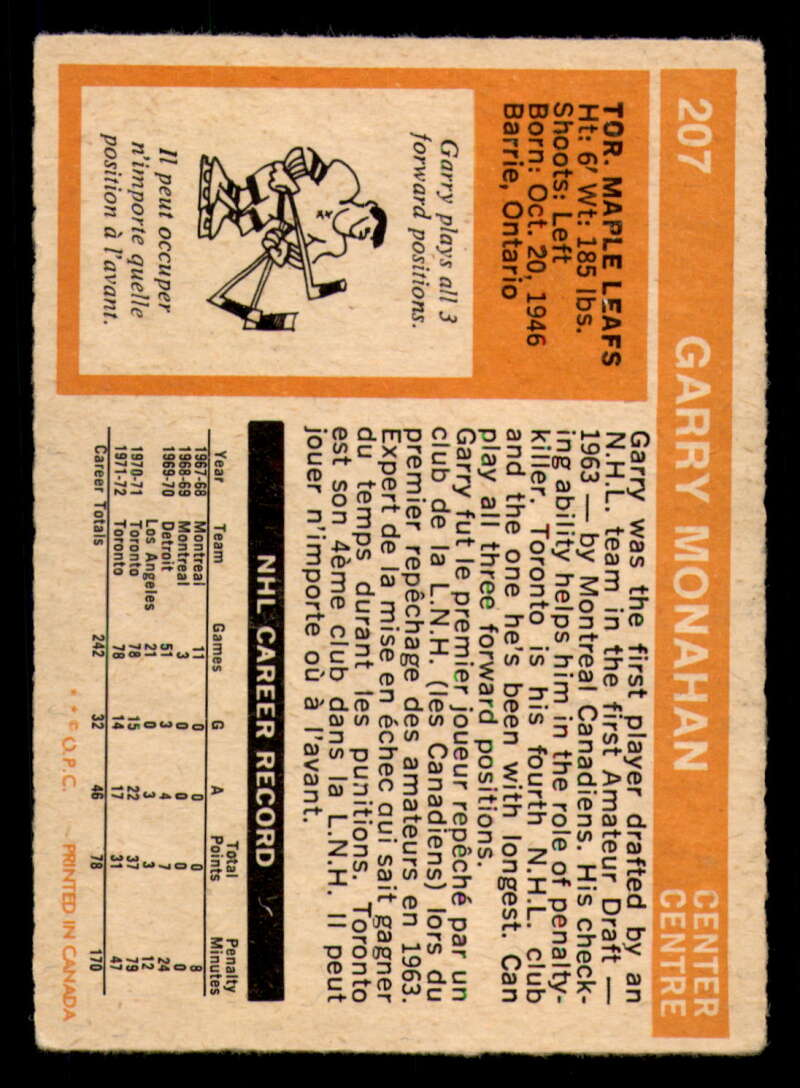 207 GARRY MONAHAN CENTER
CENTRE
TOR. MAPLE LEAFS
Ht: 6' Wt: 185 lbs.
Shoots: Left
Born: Oct. 20, 1946
Barrie, Ontario
Garry plays all 3
forward positions.
Il peut occuper
n'importe quelle
position à l'avant.
Garry was the first player drafted by an
N.H.L. team in the first Amateur Draft —
1963 — by Montreal Canadiens. His check-
ing ability helps him in the role of penalty-
killer. Toronto is his fourth N.H.L. club
and the one he's been with longest. Can
play all three forward positions.
Garry fut le premier joueur repêché par un
club de la L.N.H. (les Canadiens) lors du
premier repêchage des amateurs en 1963.
Expert de la mise en échec qui sait gagner
du temps durant les punitions. Toronto
est son 4ème club dans la L.N.H. Il peut
jouer n'importe où à l'avant.
NHL CAREER RECORD
Year Team Games G A Total Points Penalty Minutes
1967-68 Montreal 11 0 0 0 8
1968-69 Montreal 3 0 0 0 0
1969-70 Detroit 51 3 4 7 24
Los Angeles 21 0 3 3 12
1970-71 Toronto 78 15 22 37 79
1971-72 Toronto 78 14 17 31 47
Career Totals 242 32 46 78 170
* * © O.P.C. PRINTED IN CANADA